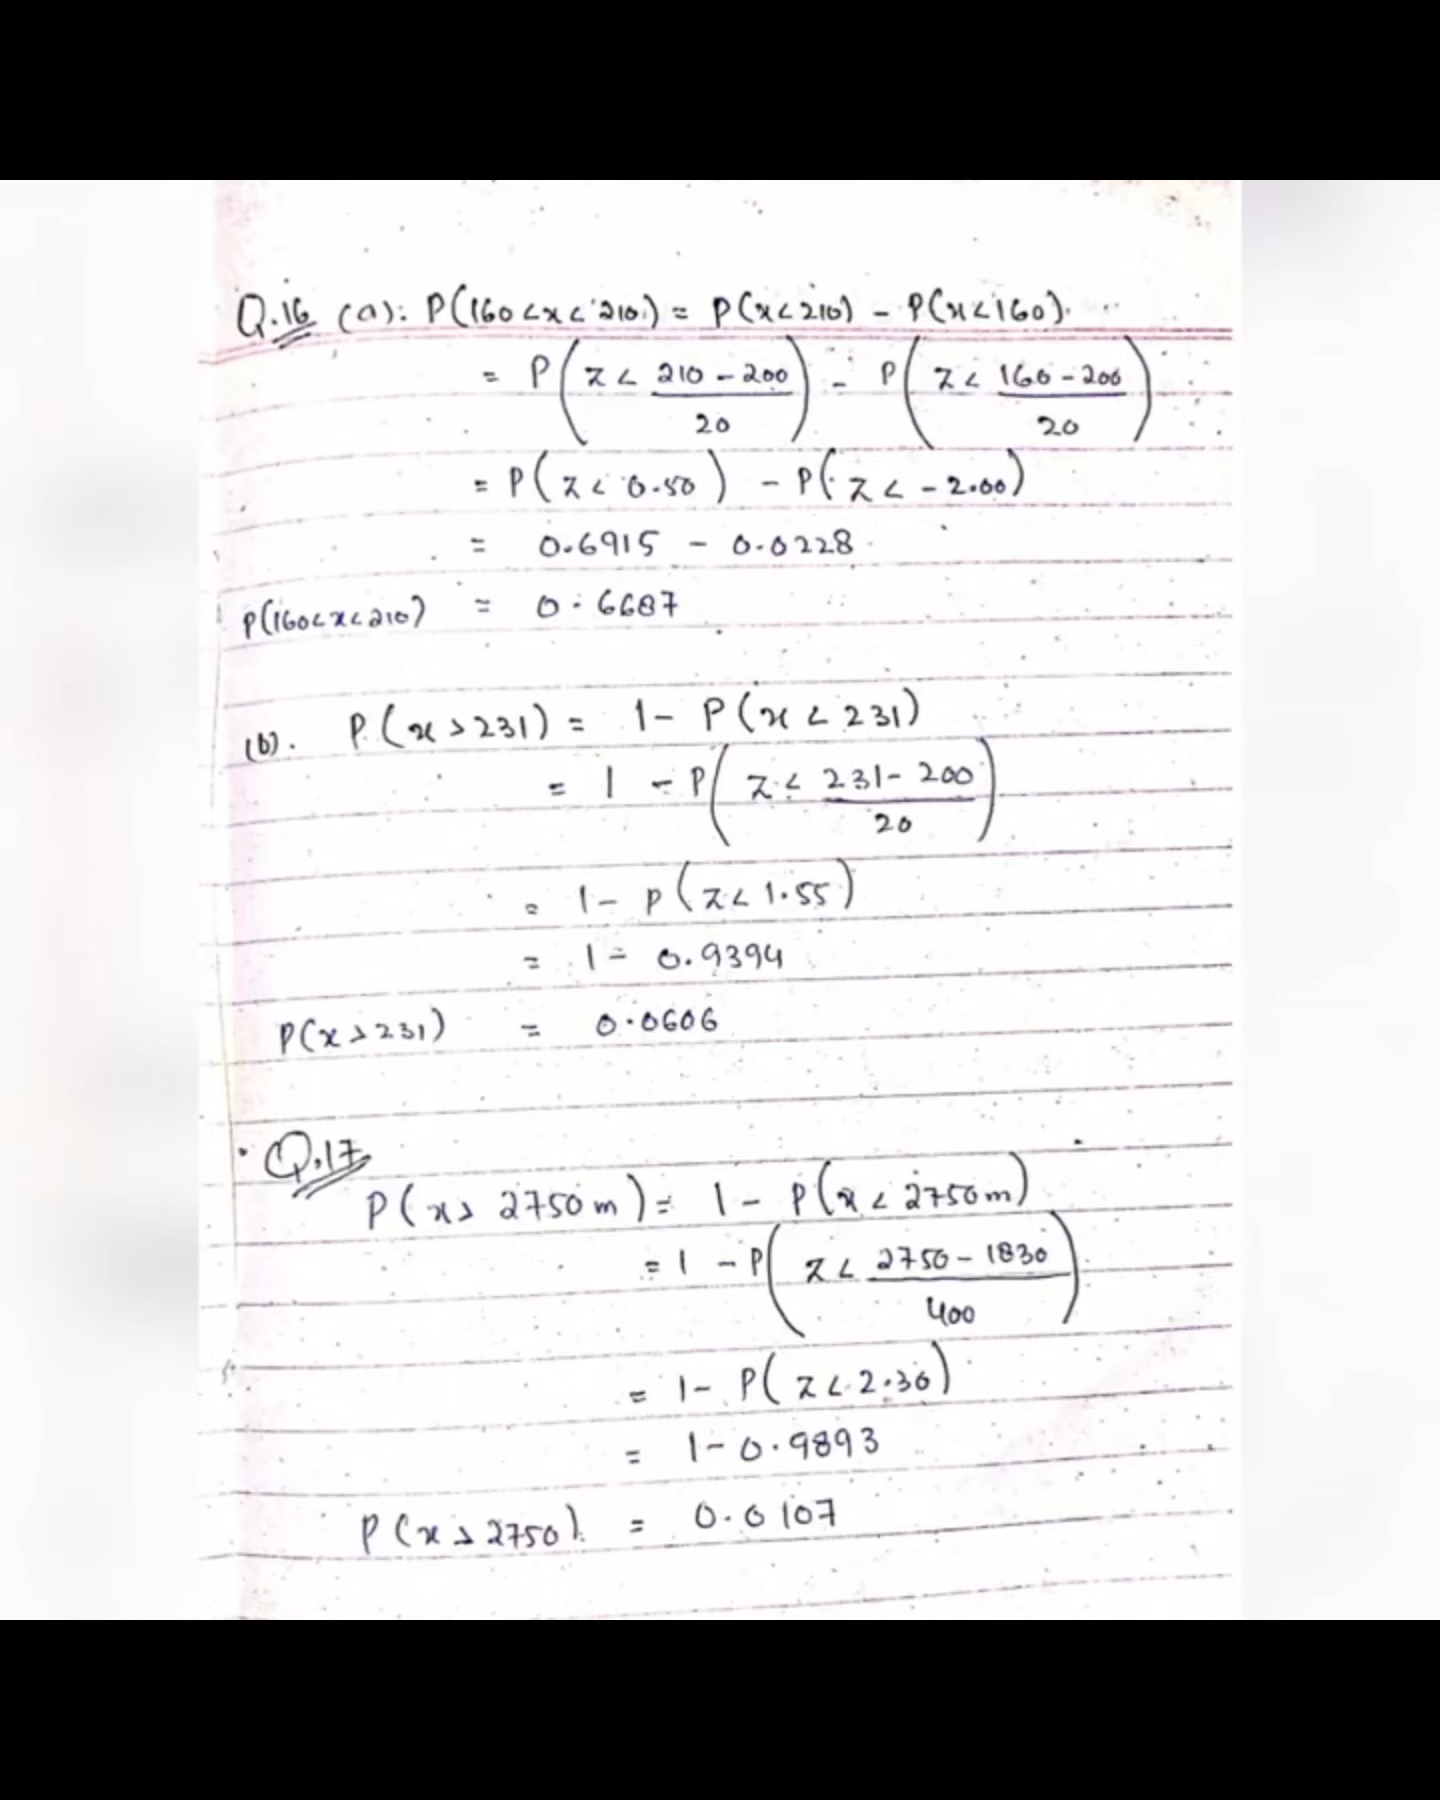 Q.16 (a): P(160 < x < 210) = P(x < 210) - P(x < 160).
= P(z < (210 - 200)/20) - P(z < (160 - 200)/20)
= P(z < 0.50) - P(z < -2.00)
= 0.6915 - 0.0228
P(160 < x < 210) = 0.6687
(b). P(x > 231) = 1 - P(x < 231)
= 1 - P(z < (231 - 200)/20)
= 1 - P(z < 1.55)
= 1 - 0.9394
P(x > 231) = 0.0606
Q.17
P(x > 2750 m) = 1 - P(x < 2750 m)
= 1 - P(z < (2750 - 1830)/400)
= 1 - P(z < 2.30)
= 1 - 0.9893
P(x > 2750) = 0.0107